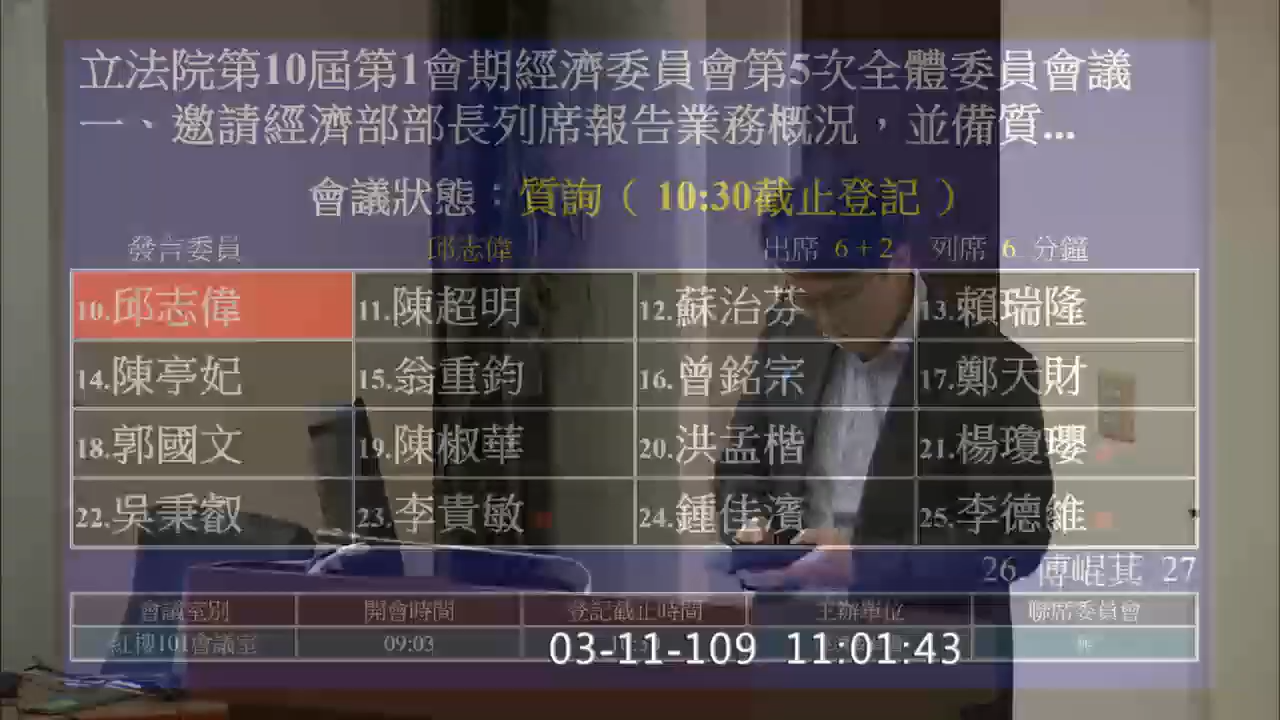 立法院第10屆第1會期經濟委員會第5次全體委員會議
一、邀請經濟部部長列席報告業務概況，並備質...
會議狀態：質詢（10:30截止登記）
發言委員 邱志偉 出席 6+2 列席 6 分鐘
10.邱志偉 11.陳超明 12.蘇治芬 13.賴瑞隆
14.陳亭妃 15.翁重鈞 16.曾銘宗 17.鄭天財
18.郭國文 19.陳椒華 20.洪孟楷 21.楊瓊瓔
22.吳秉叡 23.李貴敏 24.鍾佳濱 25.李德維
26. 傅崐萁 27
會議室別 開會時間 登記截止時間 主辦單位 聯席委員會
紅樓101會議室 09:03
03-11-109 11:01:43